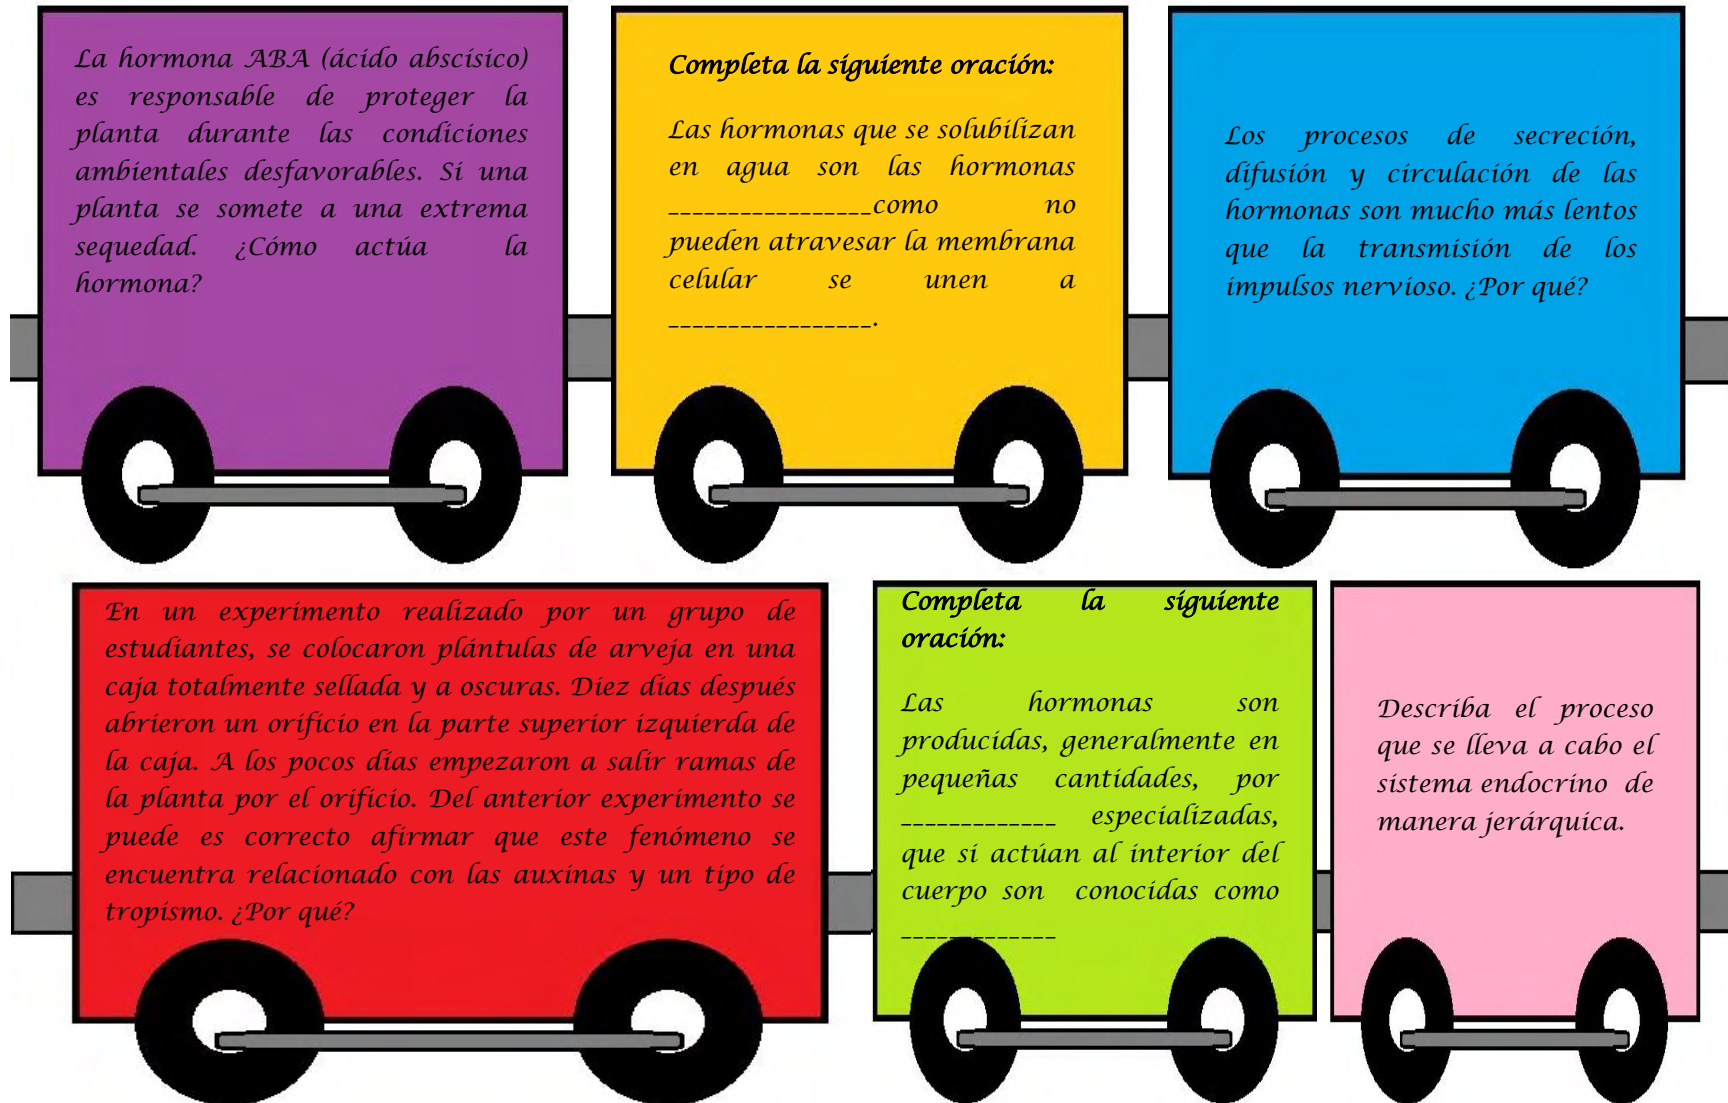 La hormona ABA (ácido abscísico)
es responsable de proteger la
planta durante las condiciones
ambientales desfavorables. Si una
planta se somete a una extrema
sequedad. ¿Cómo actúa la
hormona?
Completa la siguiente oración:
Las hormonas que se solubilizan
en agua son las hormonas
_________________como no
pueden atravesar la membrana
celular se unen a
_________________.
Los procesos de secreción,
difusión y circulación de las
hormonas son mucho más lentos
que la transmisión de los
impulsos nervioso. ¿Por qué?
En un experimento realizado por un grupo de
estudiantes, se colocaron plántulas de arveja en una
caja totalmente sellada y a oscuras. Diez días después
abrieron un orificio en la parte superior izquierda de
la caja. A los pocos días empezaron a salir ramas de
la planta por el orificio. Del anterior experimento se
puede es correcto afirmar que este fenómeno se
encuentra relacionado con las auxinas y un tipo de
tropismo. ¿Por qué?
Completa la siguiente
oración:
Las hormonas son
producidas, generalmente en
pequeñas cantidades, por
_____________ especializadas,
que si actúan al interior del
cuerpo son conocidas como
_____________
Describa el proceso
que se lleva a cabo el
sistema endocrino de
manera jerárquica.